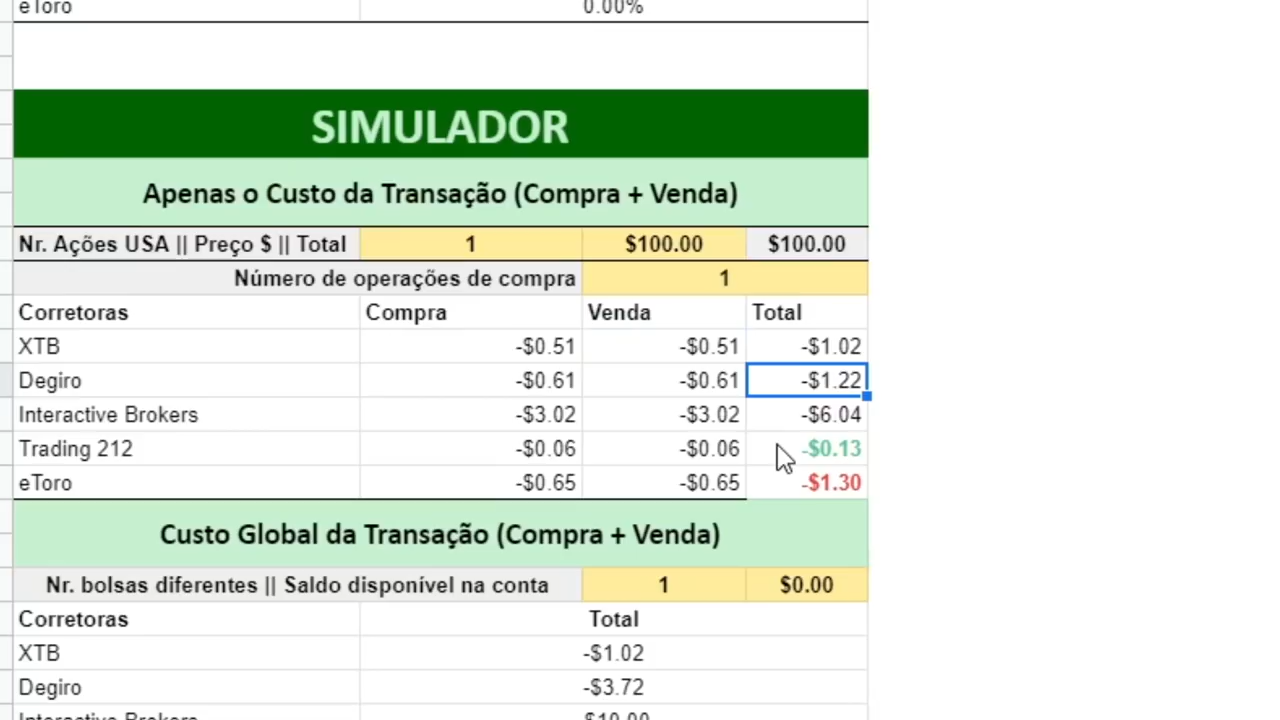 eToro 0.00%
SIMULADOR
Apenas o Custo da Transação (Compra + Venda)
Nr. Ações USA || Preço $ || Total 1 $100.00 $100.00
Número de operações de compra 1
Corretoras Compra Venda Total
XTB -$0.51 -$0.51 -$1.02
Degiro -$0.61 -$0.61 -$1.22
Interactive Brokers -$3.02 -$3.02 -$6.04
Trading 212 -$0.06 -$0.06 -$0.13
eToro -$0.65 -$0.65 -$1.30
Custo Global da Transação (Compra + Venda)
Nr. bolsas diferentes || Saldo disponível na conta 1 $0.00
Corretoras Total
XTB -$1.02
Degiro -$3.72
Interactive Brokers